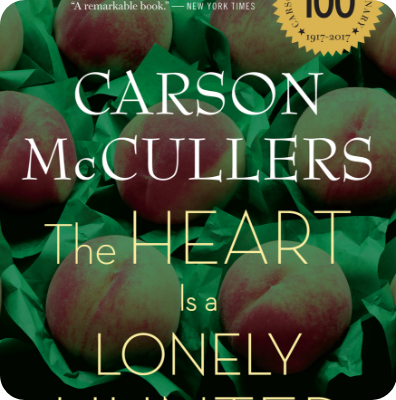 "A remarkable book." — NEW YORK TIMES
100
1917-2017
CARSON
McCULLERS
The HEART
Is a
LONELY